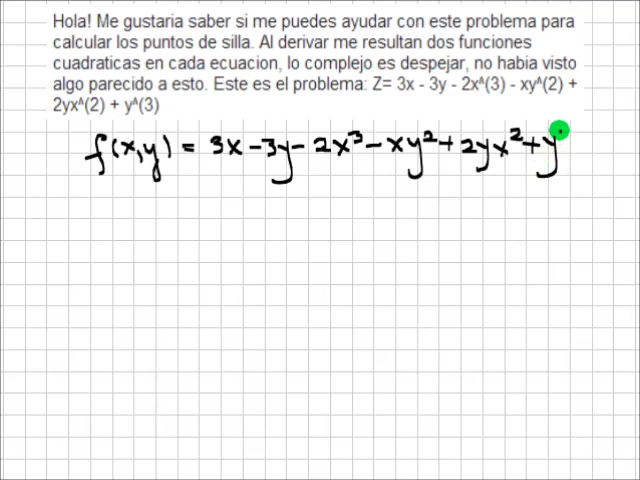 Hola! Me gustaria saber si me puedes ayudar con este problema para
calcular los puntos de silla. Al derivar me resultan dos funciones
cuadraticas en cada ecuacion, lo complejo es despejar, no habia visto
algo parecido a esto. Este es el problema: Z= 3x - 3y - 2x^(3) - xy^(2) +
2yx^(2) + y^(3)
f(x,y) = 3x - 3y - 2x³ - xy² + 2yx² + y